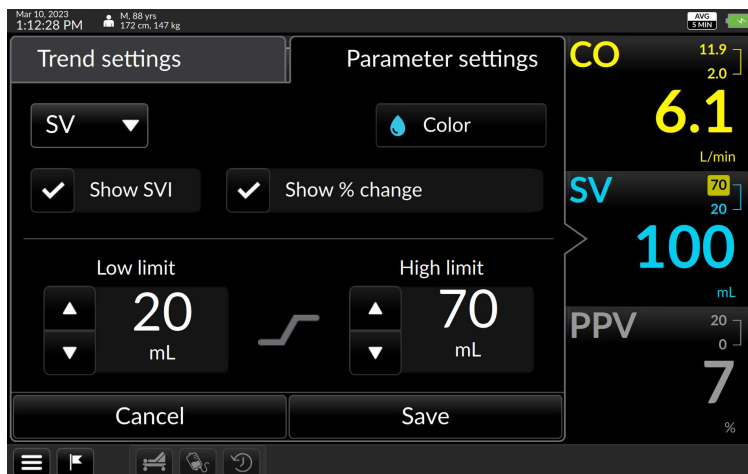 Mar 10, 2023
1:12:28 PM
M, 88 yrs
172 cm, 147 kg
AVG
5 MIN
Trend settings
Parameter settings
SV
Color
Show SVI
Show % change
Low limit
High limit
20
mL
70
mL
Cancel
Save
CO
11.9
2.0
6.1
L/min
SV
70
20
100
mL
PPV
20
0
7
%